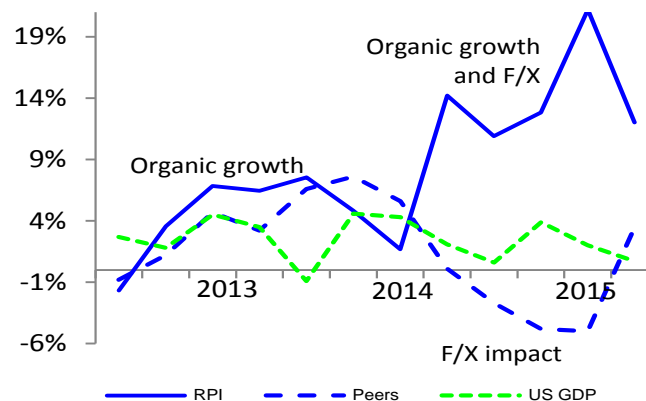 19%
14%
9%
4%
-1%
-6%
Organic growth
and F/X
Organic growth
2013
2014
2015
F/X impact
RPI
Peers
US GDP